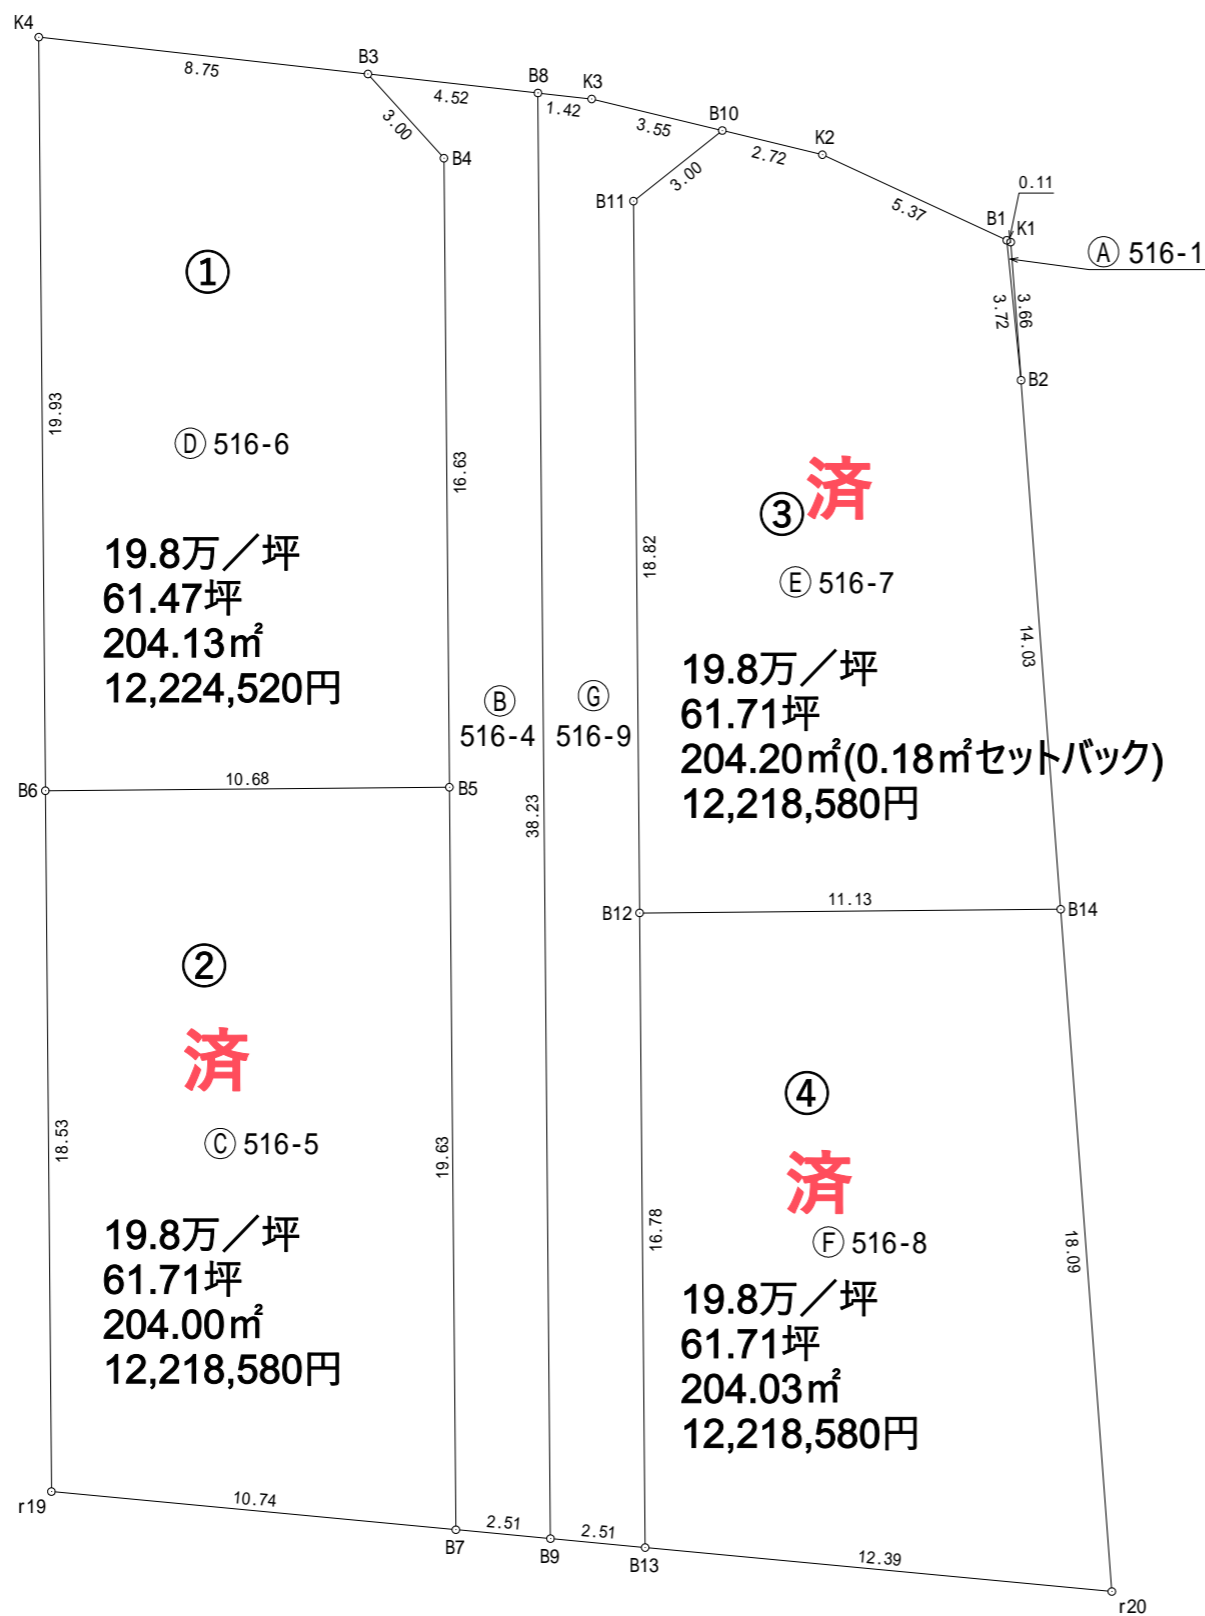 K4
B3
B8
K3
8.75
4.52
1.42
3.55
B10
2.72
K2
3.00
B4
3.00
B11
5.37
0.11
B1
K1
Ⓐ 516-1
3.72
3.66
B2
①
19.93
Ⓓ 516-6
16.63
19.8万／坪
61.47坪
204.13㎡
12,224,520円
Ⓑ
516-4
Ⓖ
516-9
38.23
18.82
済
③
Ⓔ 516-7
14.03
19.8万／坪
61.71坪
204.20㎡(0.18㎡セットバック)
12,218,580円
B6
10.68
B5
B12
11.13
B14
②
済
Ⓒ 516-5
18.53
19.63
19.8万／坪
61.71坪
204.00㎡
12,218,580円
④
済
16.78
Ⓕ 516-8
18.09
19.8万／坪
61.71坪
204.03㎡
12,218,580円
r19
10.74
B7
2.51
B9
2.51
B13
12.39
r20